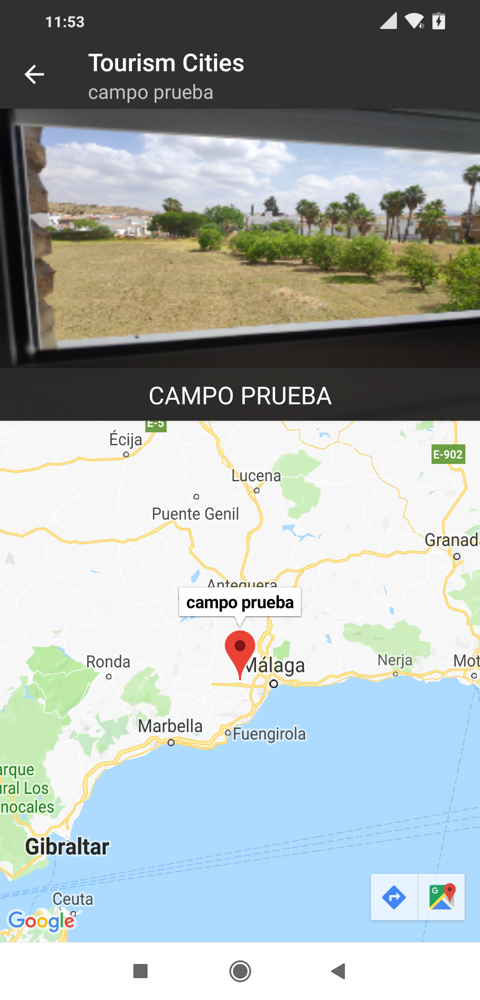 11:53
Tourism Cities
campo prueba
CAMPO PRUEBA
E-5
Écija
E-902
Lucena
Puente Genil
Granad
Antequera
campo prueba
Ronda
Málaga
Nerja
Mot
Marbella
Fuengirola
arque
ral Los
nocales
Gibraltar
Ceuta
Google
G